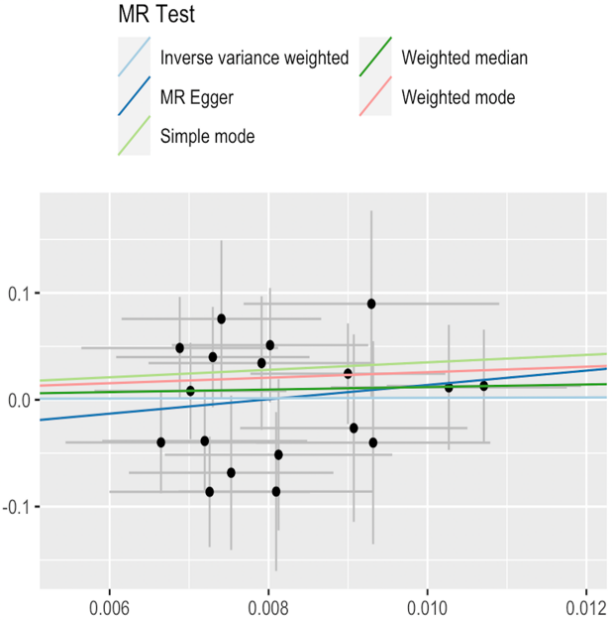 MR Test
Inverse variance weighted
Weighted median
MR Egger
Weighted mode
Simple mode
0.1
0.0
-0.1
0.006
0.008
0.010
0.012